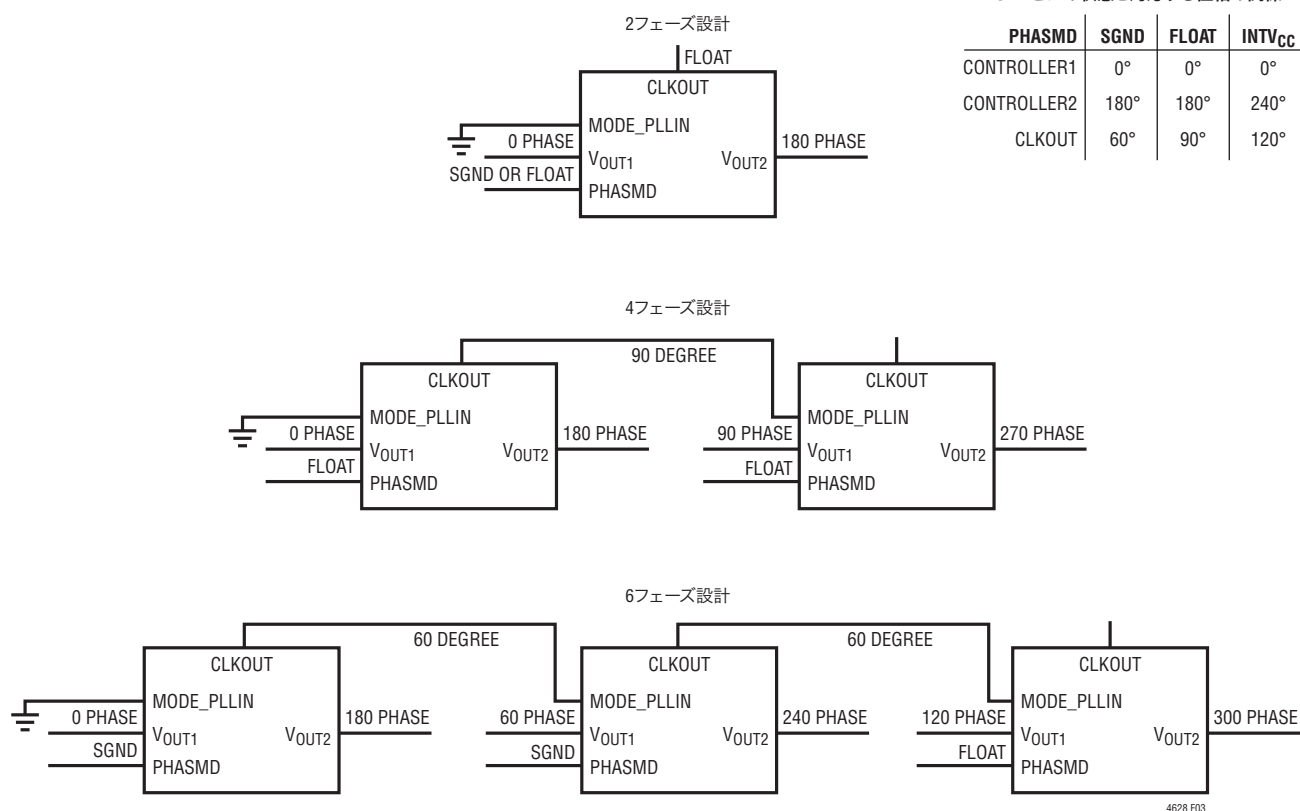 2フェーズ設計
FLOAT
CLKOUT
MODE_PLLIN
0 PHASE
180 PHASE
VOUT1
VOUT2
SGND OR FLOAT
PHASMD
PHASMD SGND FLOAT INTVCC
CONTROLLER1 0° 0° 0°
CONTROLLER2 180° 180° 240°
CLKOUT 60° 90° 120°
4フェーズ設計
90 DEGREE
CLKOUT
MODE_PLLIN
0 PHASE
180 PHASE
VOUT1
VOUT2
FLOAT
PHASMD
CLKOUT
MODE_PLLIN
90 PHASE
270 PHASE
VOUT1
VOUT2
FLOAT
PHASMD
6フェーズ設計
60 DEGREE
60 DEGREE
CLKOUT
MODE_PLLIN
0 PHASE
180 PHASE
VOUT1
VOUT2
SGND
PHASMD
CLKOUT
MODE_PLLIN
60 PHASE
240 PHASE
VOUT1
VOUT2
SGND
PHASMD
CLKOUT
MODE_PLLIN
120 PHASE
300 PHASE
VOUT1
VOUT2
FLOAT
PHASMD
4628 F03